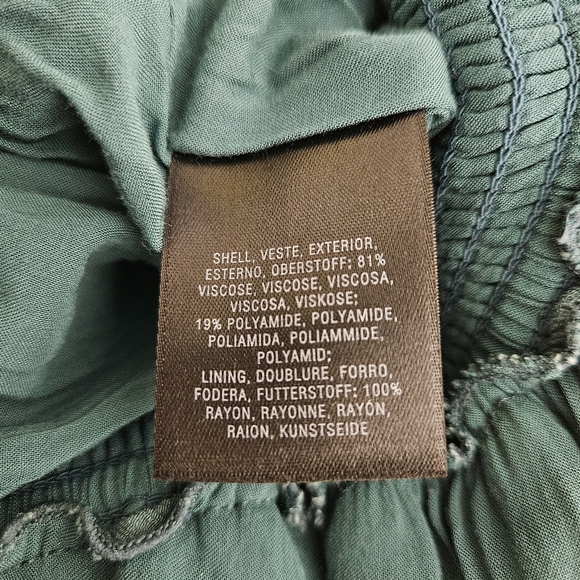 SHELL, VESTE, EXTERIOR,
ESTERNO, OBERSTOFF: 81%
VISCOSE, VISCOSE, VISCOSA,
VISCOSA, VISKOSE;
19% POLYAMIDE, POLYAMIDE,
POLIAMIDA, POLIAMMIDE,
POLYAMID;
LINING, DOUBLURE, FORRO,
FODERA, FUTTERSTOFF: 100%
RAYON, RAYONNE, RAYÓN,
RAION, KUNSTSEIDE